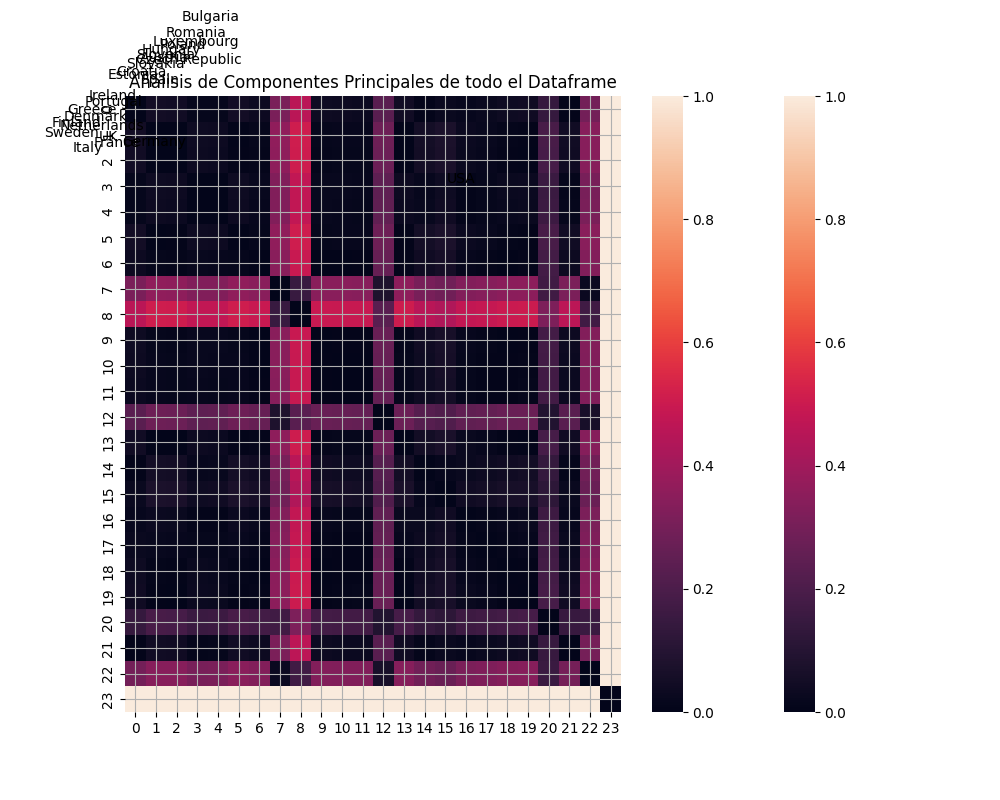 Bulgaria
Romania
Luxembourg
Poland
Hungary
Slovenia
Czech Republic
Slovakia
Croatia
Estonia
Spain
Análisis de Componentes Principales de todo el Dataframe
Ireland
Portugal
Greece
Denmark
Finland
Netherlands
Sweden
UK
France
Germany
Italy
USA
0
2
3
4
5
6
7
8
9
10
11
12
13
14
15
16
17
18
19
20
21
22
23
0 1 2 3 4 5 6 7 8 9 10 11 12 13 14 15 16 17 18 19 20 21 22 23
1.0
0.8
0.6
0.4
0.2
0.0
1.0
0.8
0.6
0.4
0.2
0.0